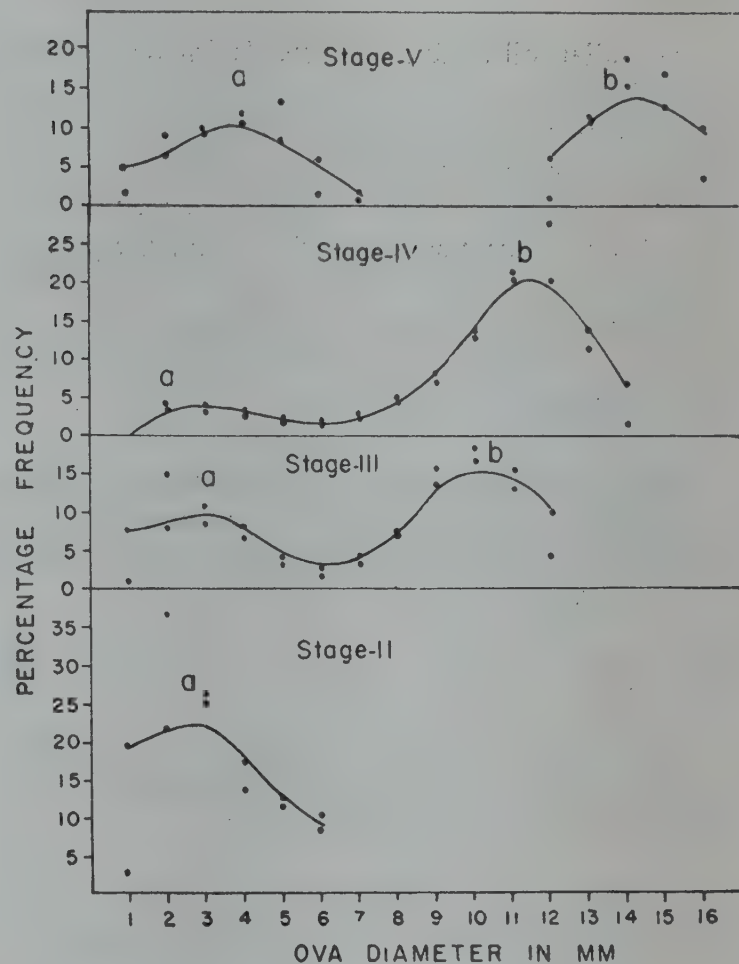 Stage-V
a
b
20
15
10
5
0
Stage-IV
a
b
25
20
15
10
5
0
Stage-III
a
b
15
10
5
0
Stage-II
a
35
30
25
20
15
10
5
PERCENTAGE FREQUENCY
1 2 3 4 5 6 7 8 9 10 11 12 13 14 15 16
OVA DIAMETER IN MM